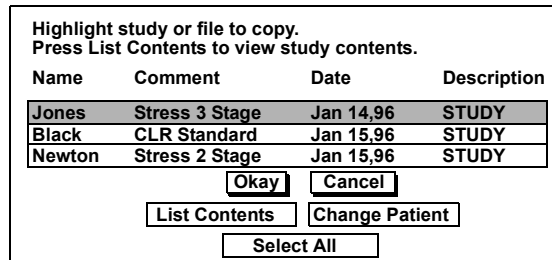 Highlight study or file to copy.
Press List Contents to view study contents.
Name Comment Date Description
Jones Stress 3 Stage Jan 14,96 STUDY
Black CLR Standard Jan 15,96 STUDY
Newton Stress 2 Stage Jan 15,96 STUDY
Okay Cancel
List Contents Change Patient
Select All